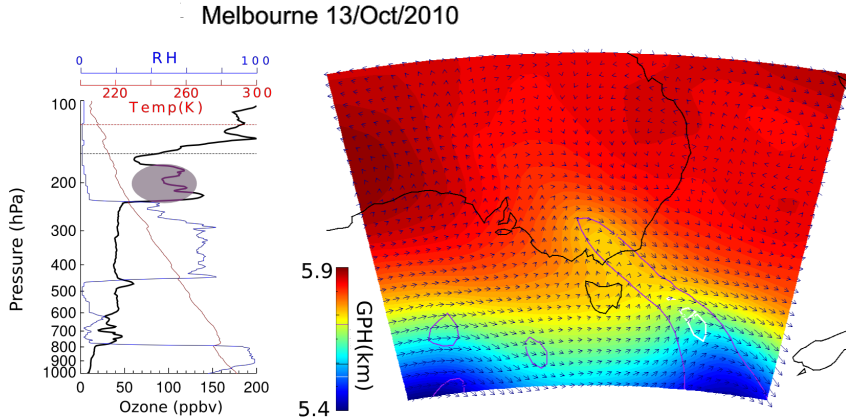 Melbourne 13/Oct/2010
0 RH 100
220 260 300
Temp(K)
100
200
300
400
500
600
700
800
900
1000
Pressure (hPa)
0 50 100 150 200
Ozone (ppbv)
5.9
GPH(km)
5.4